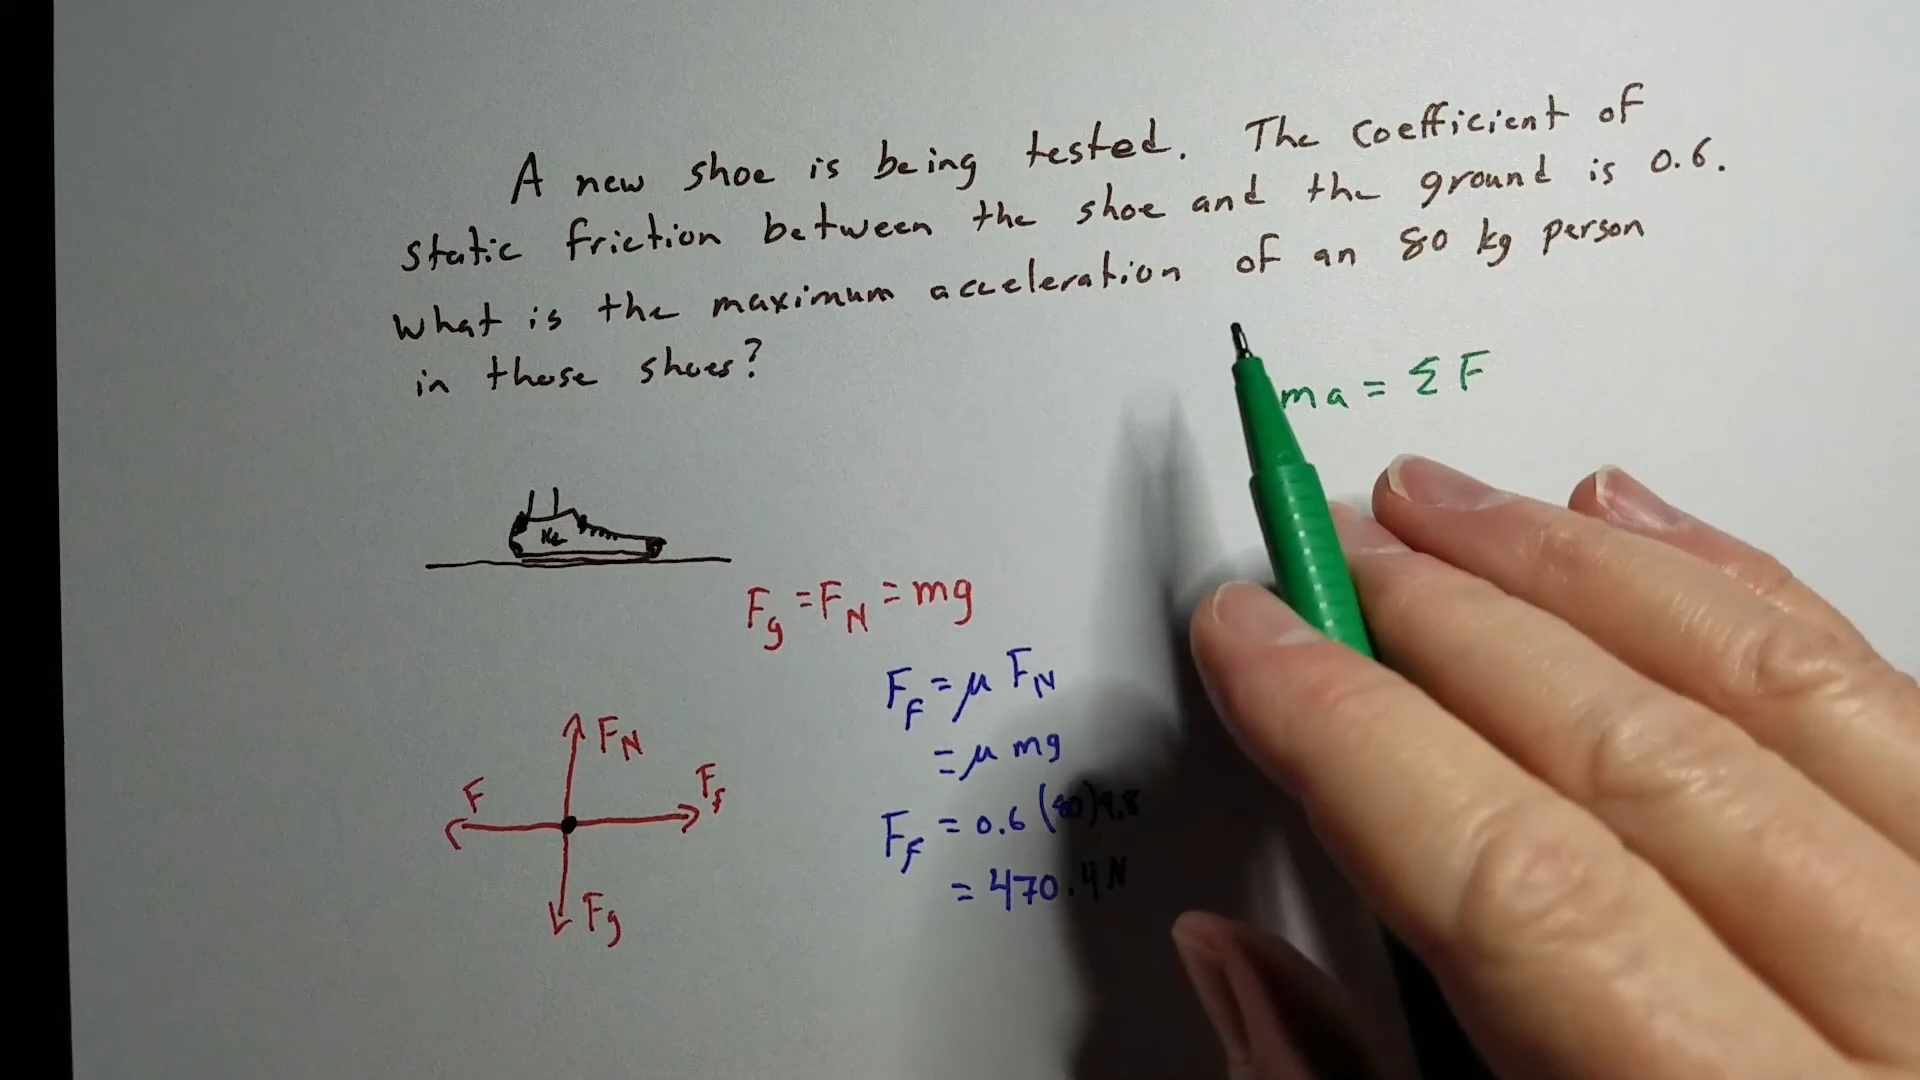 A new shoe is being tested. The coefficient of
static friction between the shoe and the ground is 0.6.
What is the maximum acceleration of an 80 kg person
in those shoes?
ma = Σ F
Fg = FN = mg
FF = μ FN
= μ mg
FF = 0.6 (80) 9.8
= 470.4 N
FN
F
Ff
Fg